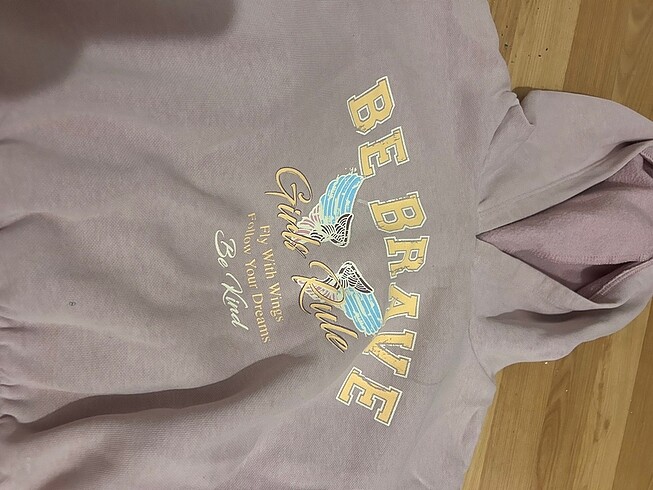 BE BRAVE
Girls Rule
Fly With Wings
Follow Your Dreams
Be Kind